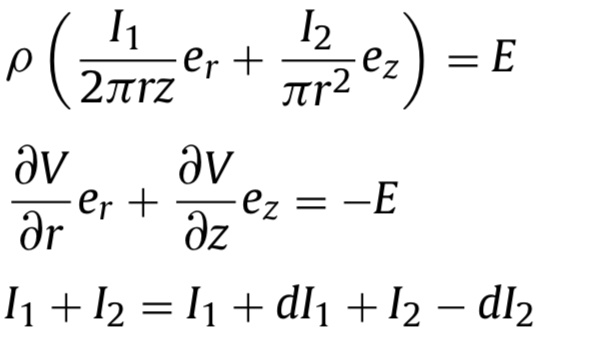 ρ ( I₁ / 2πrz e_r + I₂ / πr² e_z ) = E
∂V/∂r e_r + ∂V/∂z e_z = −E
I₁ + I₂ = I₁ + dI₁ + I₂ − dI₂